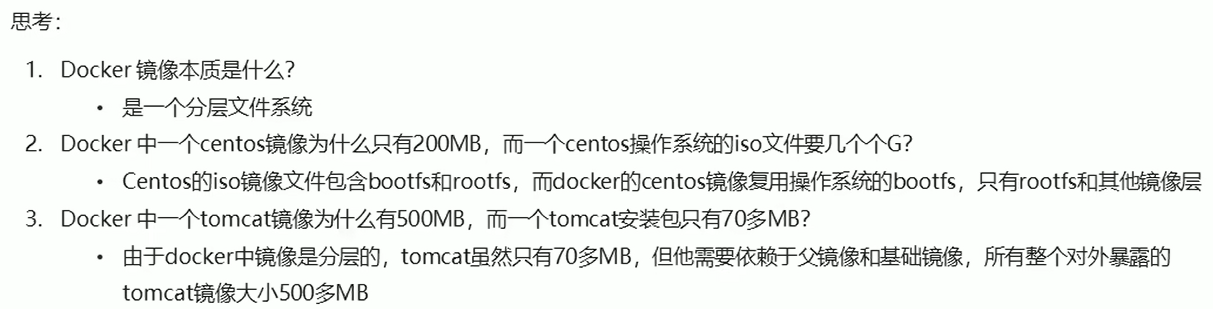 思考：
1. Docker 镜像本质是什么？
• 是一个分层文件系统
2. Docker 中一个centos镜像为什么只有200MB，而一个centos操作系统的iso文件要几个个G？
• Centos的iso镜像文件包含bootfs和rootfs，而docker的centos镜像复用操作系统的bootfs，只有rootfs和其他镜像层
3. Docker 中一个tomcat镜像为什么有500MB，而一个tomcat安装包只有70多MB？
• 由于docker中镜像是分层的，tomcat虽然只有70多MB，但他需要依赖于父镜像和基础镜像，所有整个对外暴露的
tomcat镜像大小500多MB